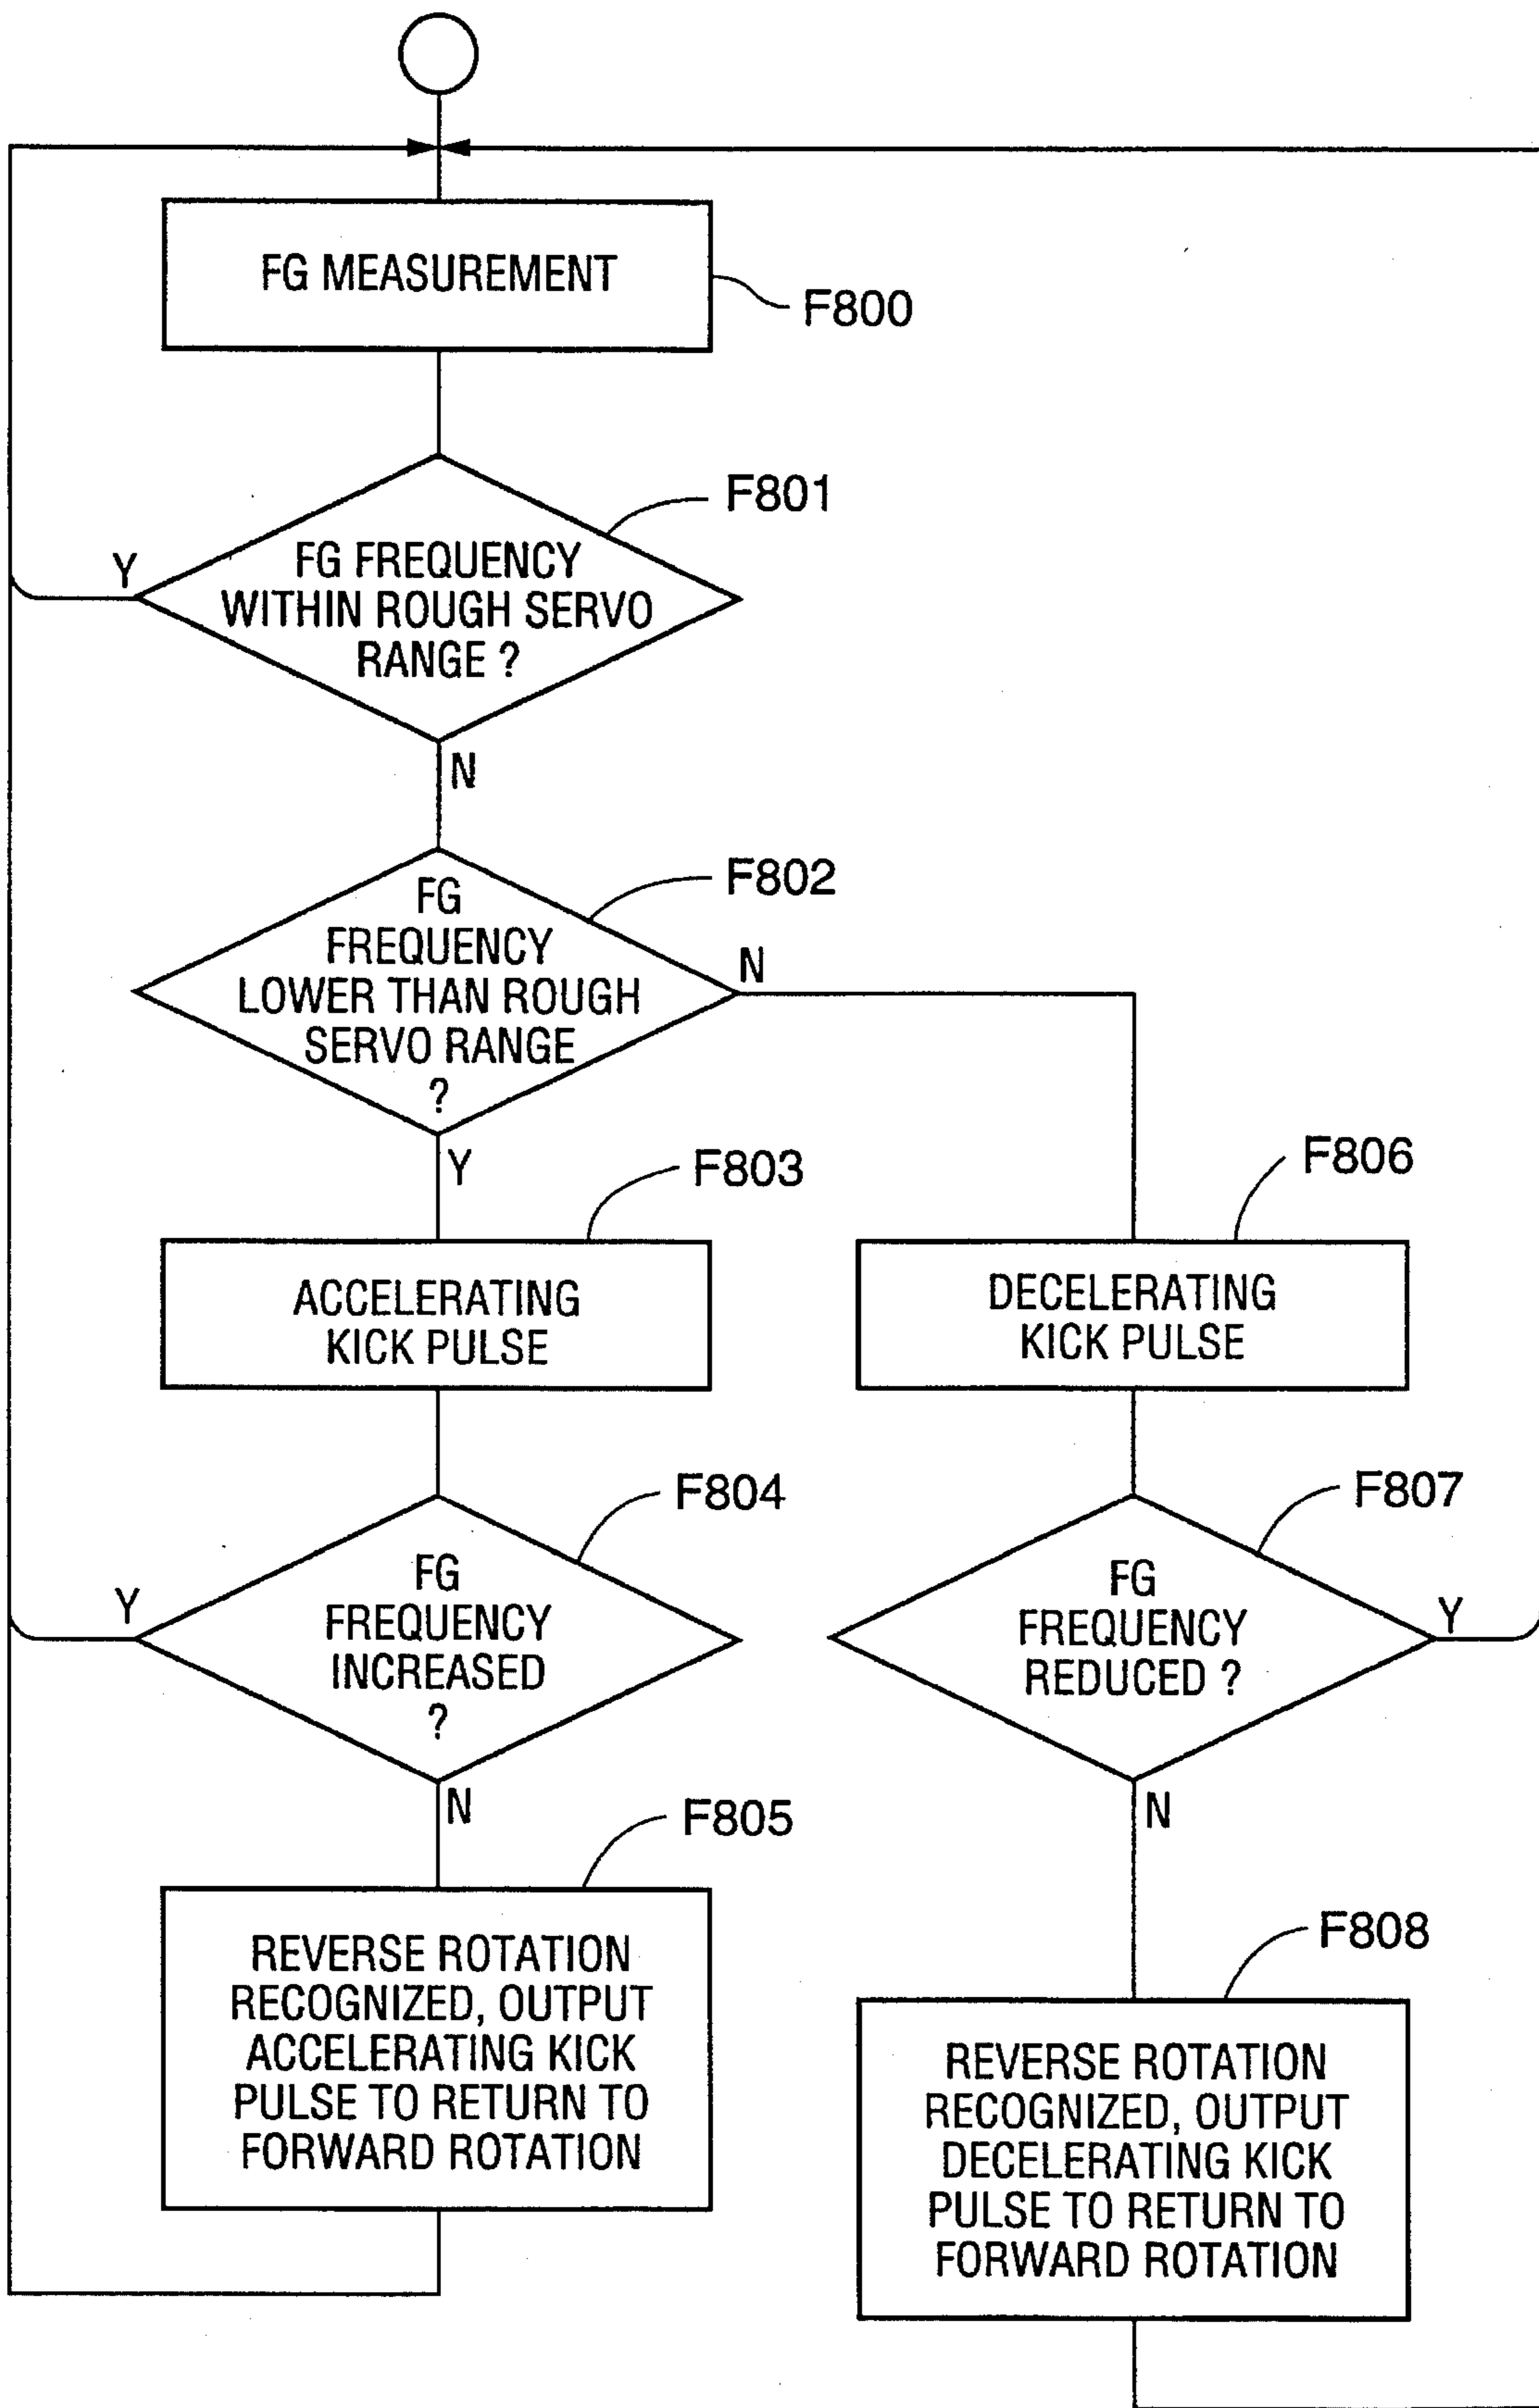 FG MEASUREMENT
F800
F801
FG FREQUENCY
WITHIN ROUGH SERVO
RANGE ?
Y
N
F802
FG
FREQUENCY
LOWER THAN ROUGH
SERVO RANGE
?
N
Y
F803
ACCELERATING
KICK PULSE
F806
DECELERATING
KICK PULSE
F804
FG
FREQUENCY
INCREASED
?
Y
N
F807
FG
FREQUENCY
REDUCED ?
Y
N
F805
REVERSE ROTATION
RECOGNIZED, OUTPUT
ACCELERATING KICK
PULSE TO RETURN TO
FORWARD ROTATION
F808
REVERSE ROTATION
RECOGNIZED, OUTPUT
DECELERATING KICK
PULSE TO RETURN TO
FORWARD ROTATION